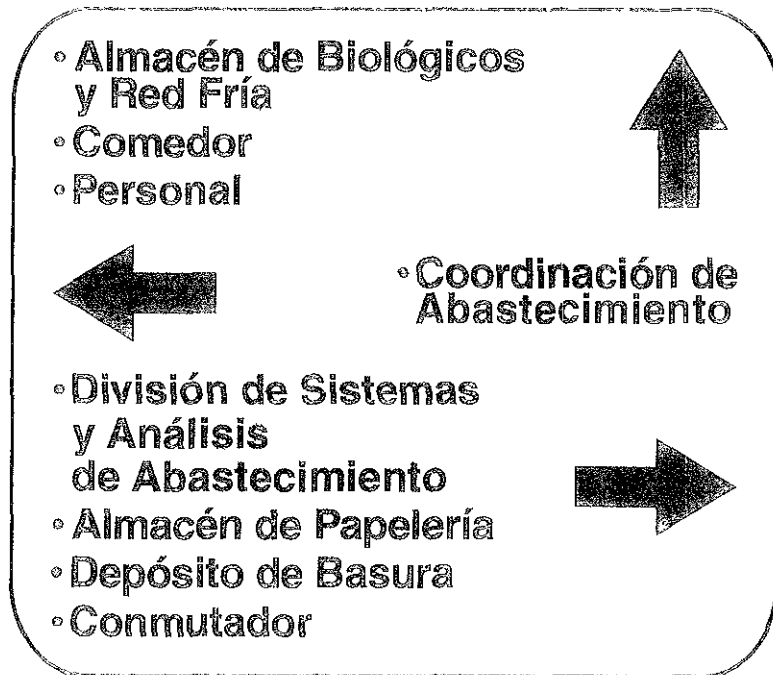 • Almacén de Biológicos
y Red Fría
• Comedor
• Personal
• Coordinación de
Abastecimiento
• División de Sistemas
y Análisis
de Abastecimiento
• Almacén de Papelería
• Depósito de Basura
• Conmutador